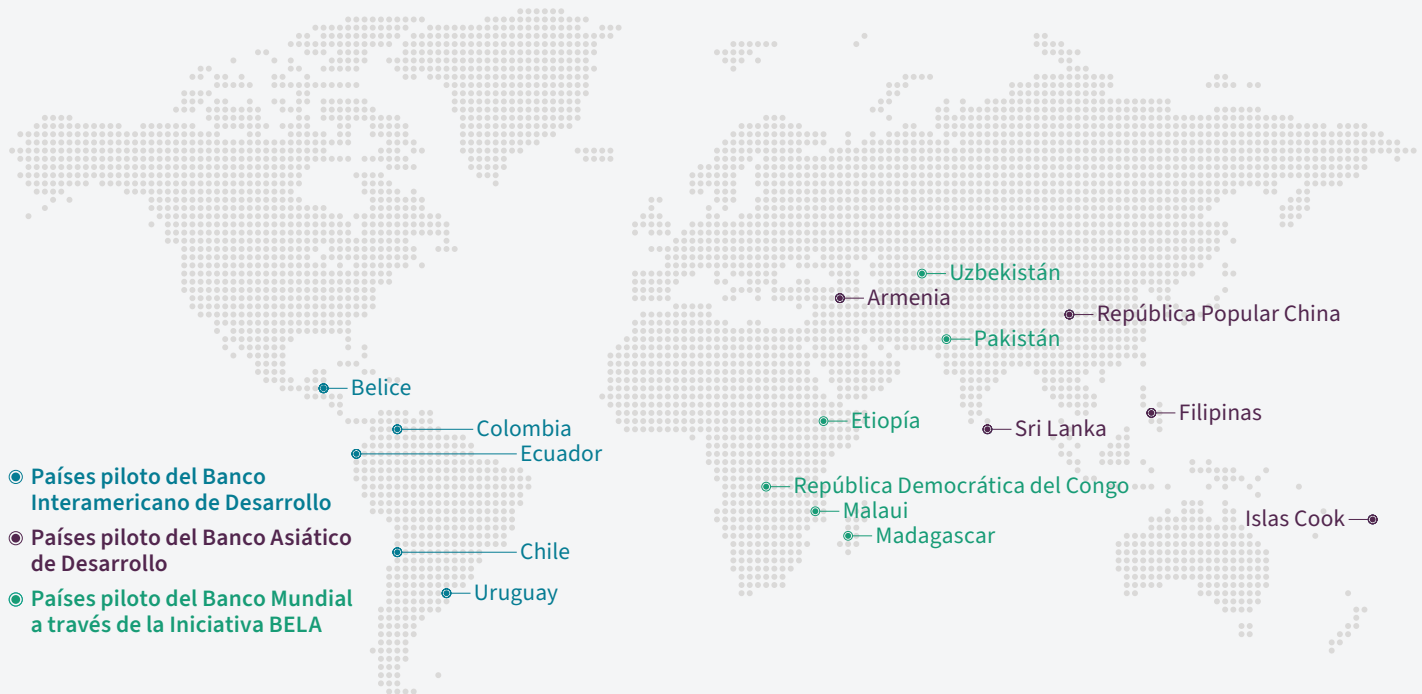 Uzbekistán
Armenia
República Popular China
Pakistán
Belice
Filipinas
Etiopía
Colombia
Sri Lanka
Ecuador
Países piloto del Banco
Interamericano de Desarrollo
República Democrática del Congo
Malaui
Islas Cook
Madagascar
Países piloto del Banco Asiático
de Desarrollo
Chile
Uruguay
Países piloto del Banco Mundial
a través de la Iniciativa BELA